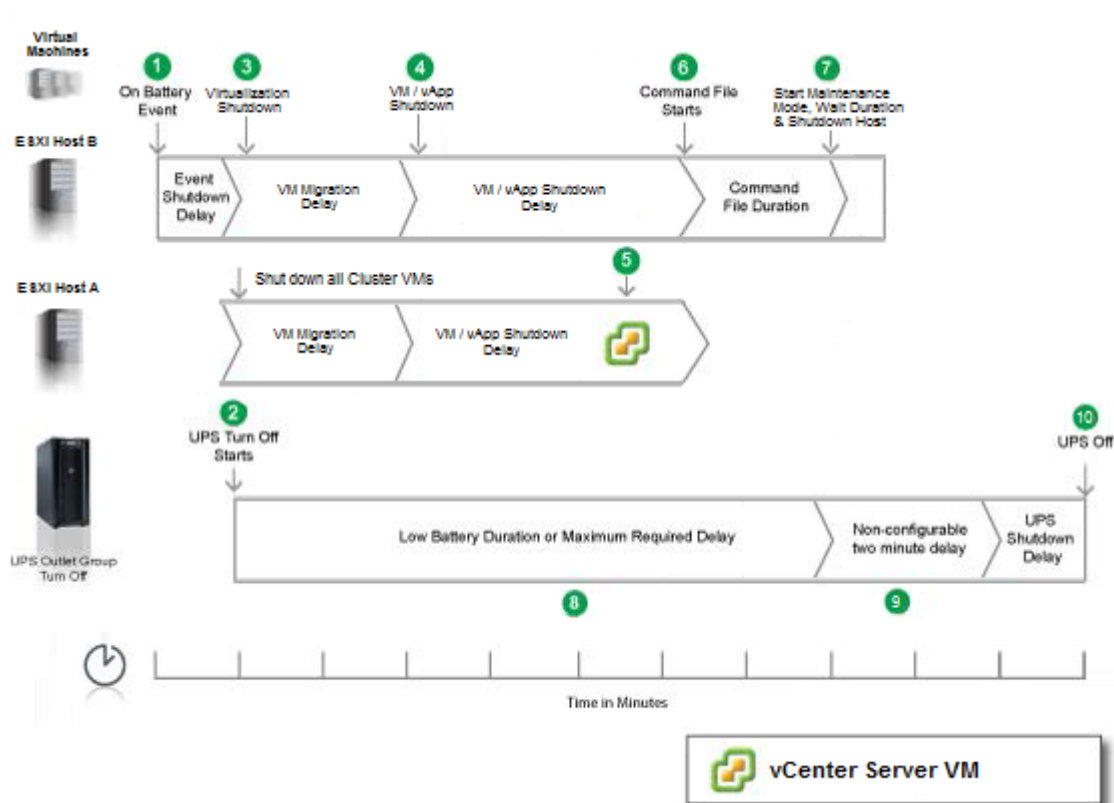 Virtual
Machines
1
On Battery
Event
3
Virtualization
Shutdown
4
VM / vApp
Shutdown
6
Command File
Starts
7
Start Maintenance
Mode, Wait Duration
& Shutdown Host
ESXI Host B
Event
Shutdown
Delay
VM Migration
Delay
VM / vApp Shutdown
Delay
Command
File Duration
ESXI Host A
Shut down all Cluster VMs
5
VM Migration
Delay
VM / vApp Shutdown
Delay
2
UPS Turn Off
Starts
10
UPS Off
UPS Outlet Group
Turn Off
Low Battery Duration or Maximum Required Delay
Non-configurable
two minute delay
UPS
Shutdown
Delay
8
9
Time in Minutes
vCenter Server VM